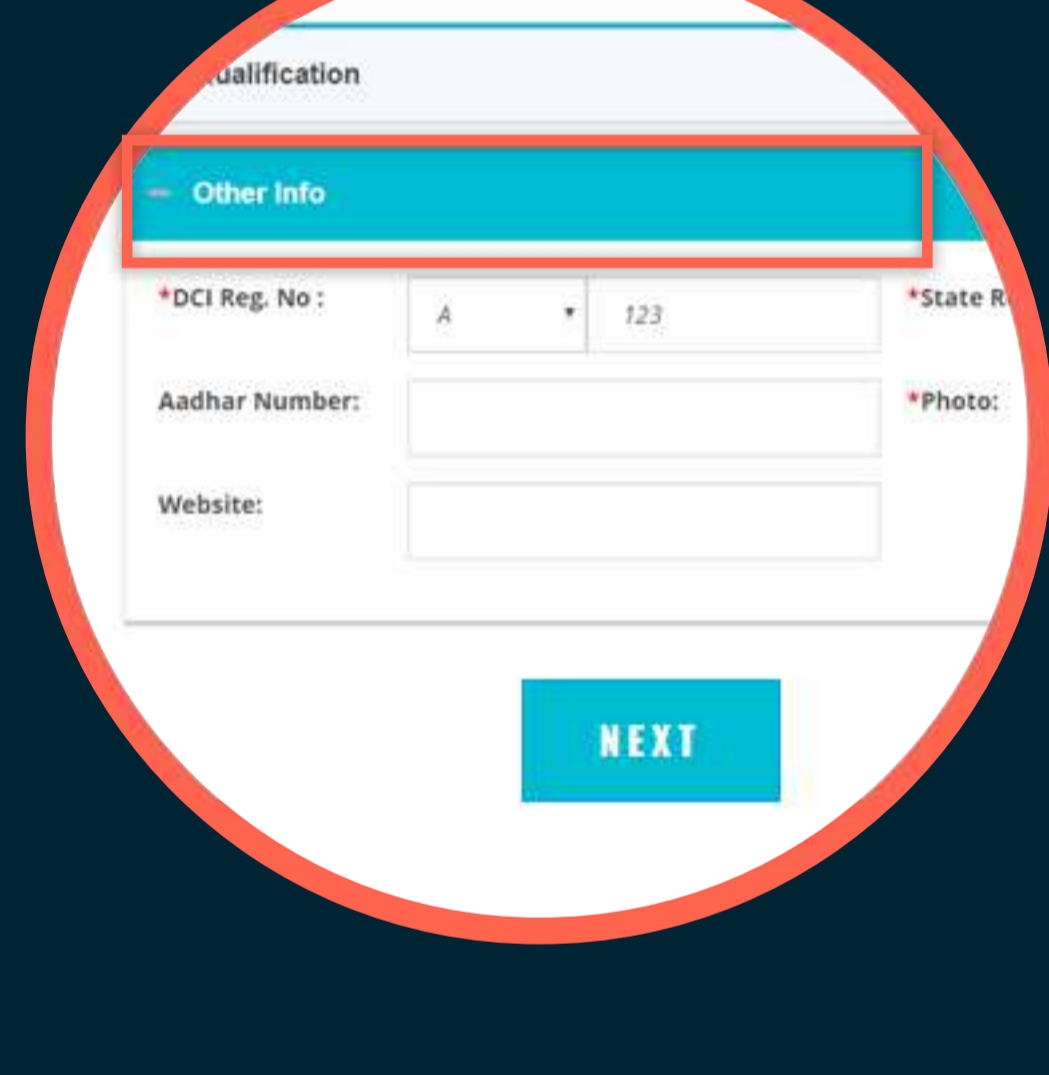 ualification
Other Info
*DCI Reg. No : A 123 *State R
Aadhar Number: *Photo:
Website:
NEXT